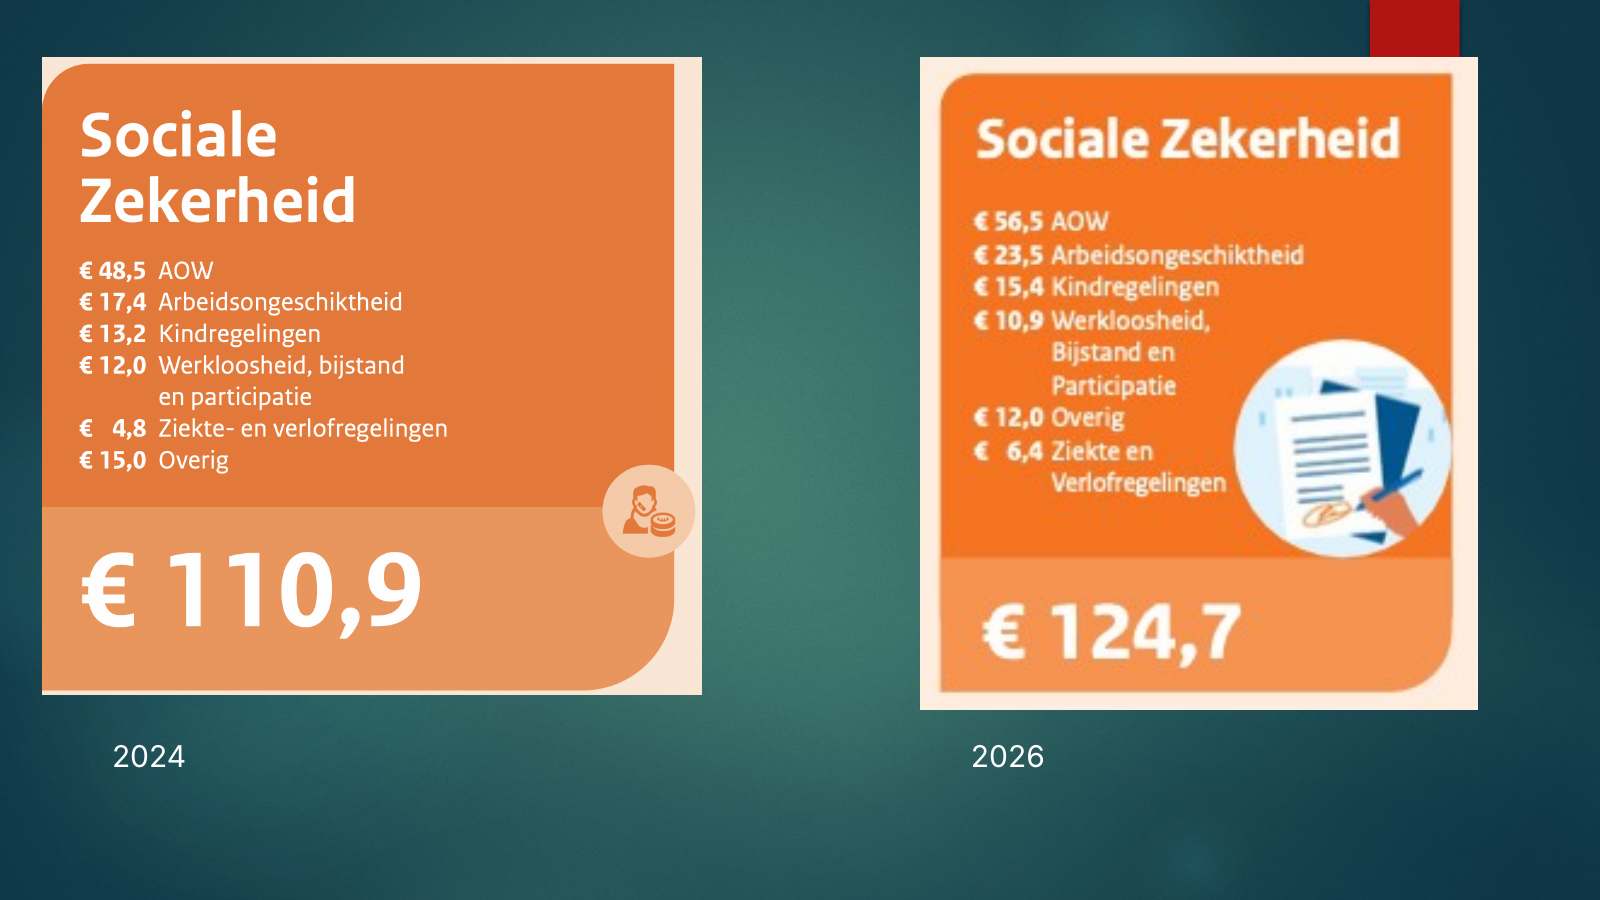 Sociale
Zekerheid
€ 48,5 AOW
€ 17,4 Arbeidsongeschiktheid
€ 13,2 Kindregelingen
€ 12,0 Werkloosheid, bijstand
en participatie
€ 4,8 Ziekte- en verlofregelingen
€ 15,0 Overig
€ 110,9
2024
Sociale Zekerheid
€ 56,5 AOW
€ 23,5 Arbeidsongeschiktheid
€ 15,4 Kindregelingen
€ 10,9 Werkloosheid,
Bijstand en
Participatie
€ 12,0 Overig
€ 6,4 Ziekte en
Verlofregelingen
€ 124,7
2026